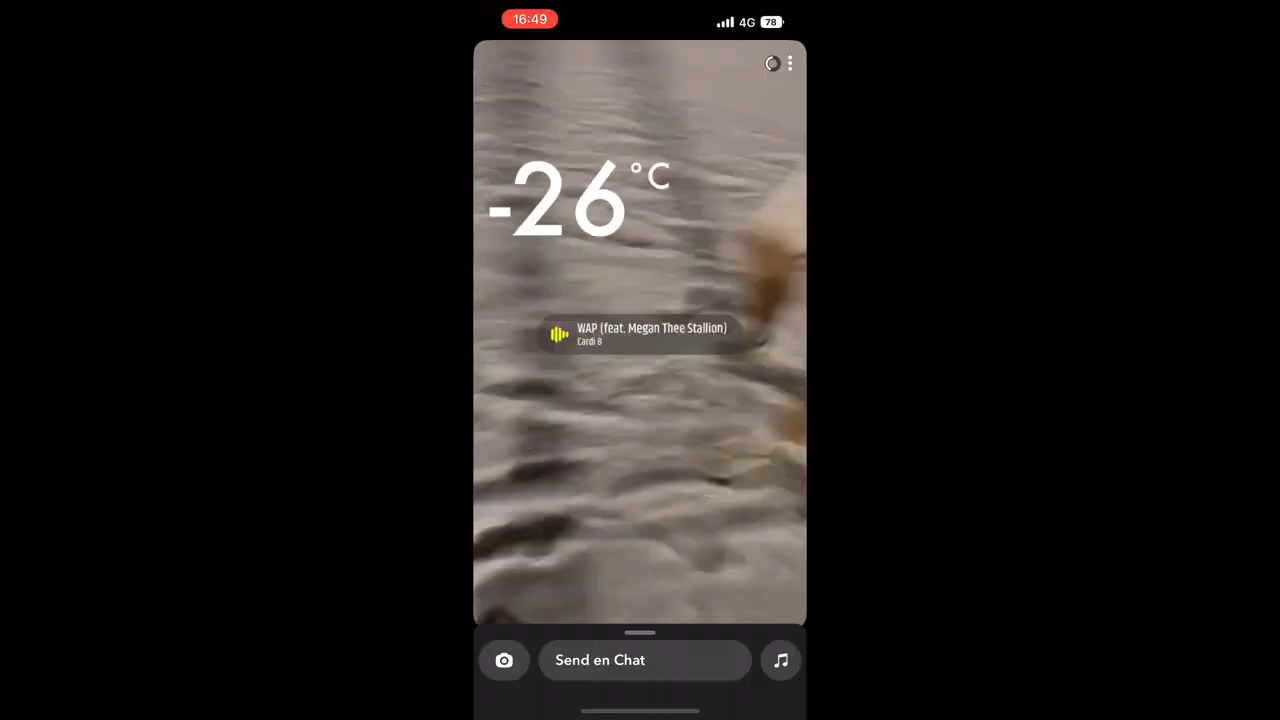 16:49
4G 78
-26 °C
WAP (feat. Megan Thee Stallion)
Cardi B
Send en Chat